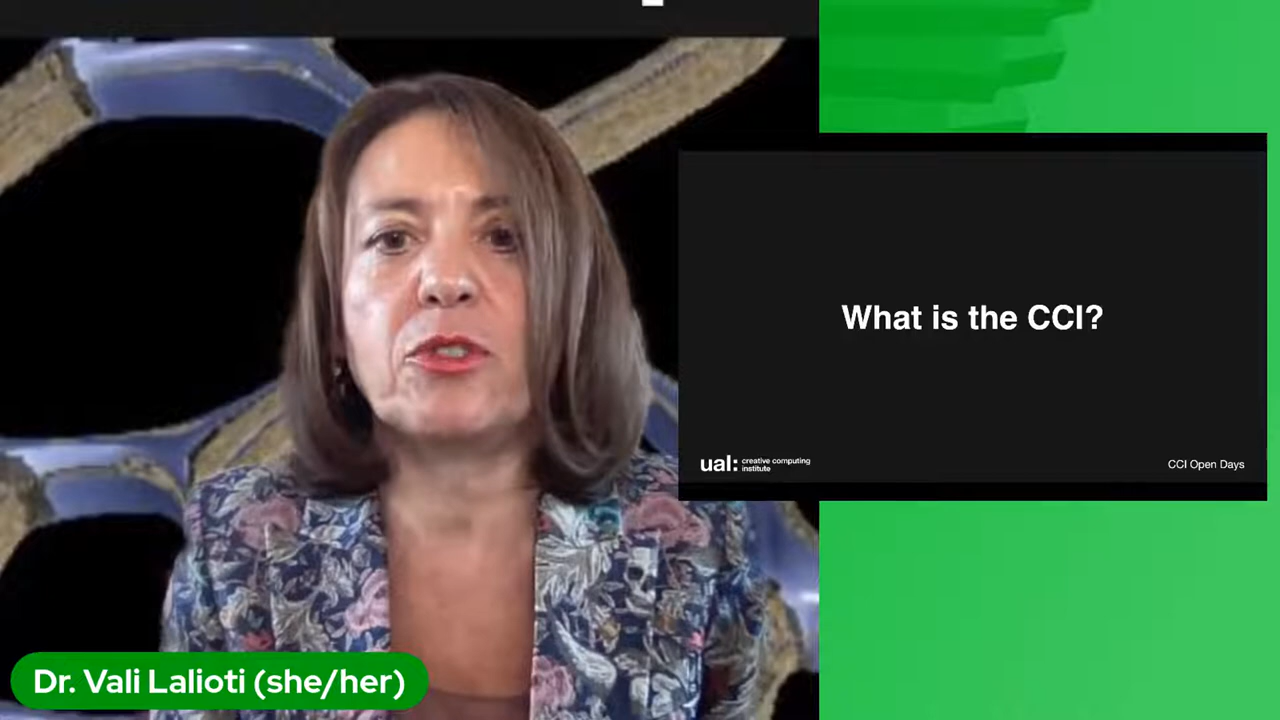 What is the CCI?
ual: creative computing
institute
CCI Open Days
Dr. Vali Lalioti (she/her)